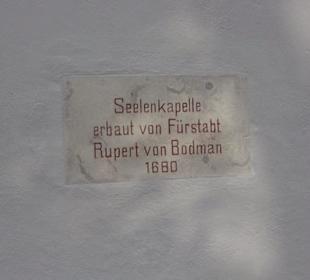 Seelenkapelle
erbaut von Fürstabt
Rupert von Bodman
1680